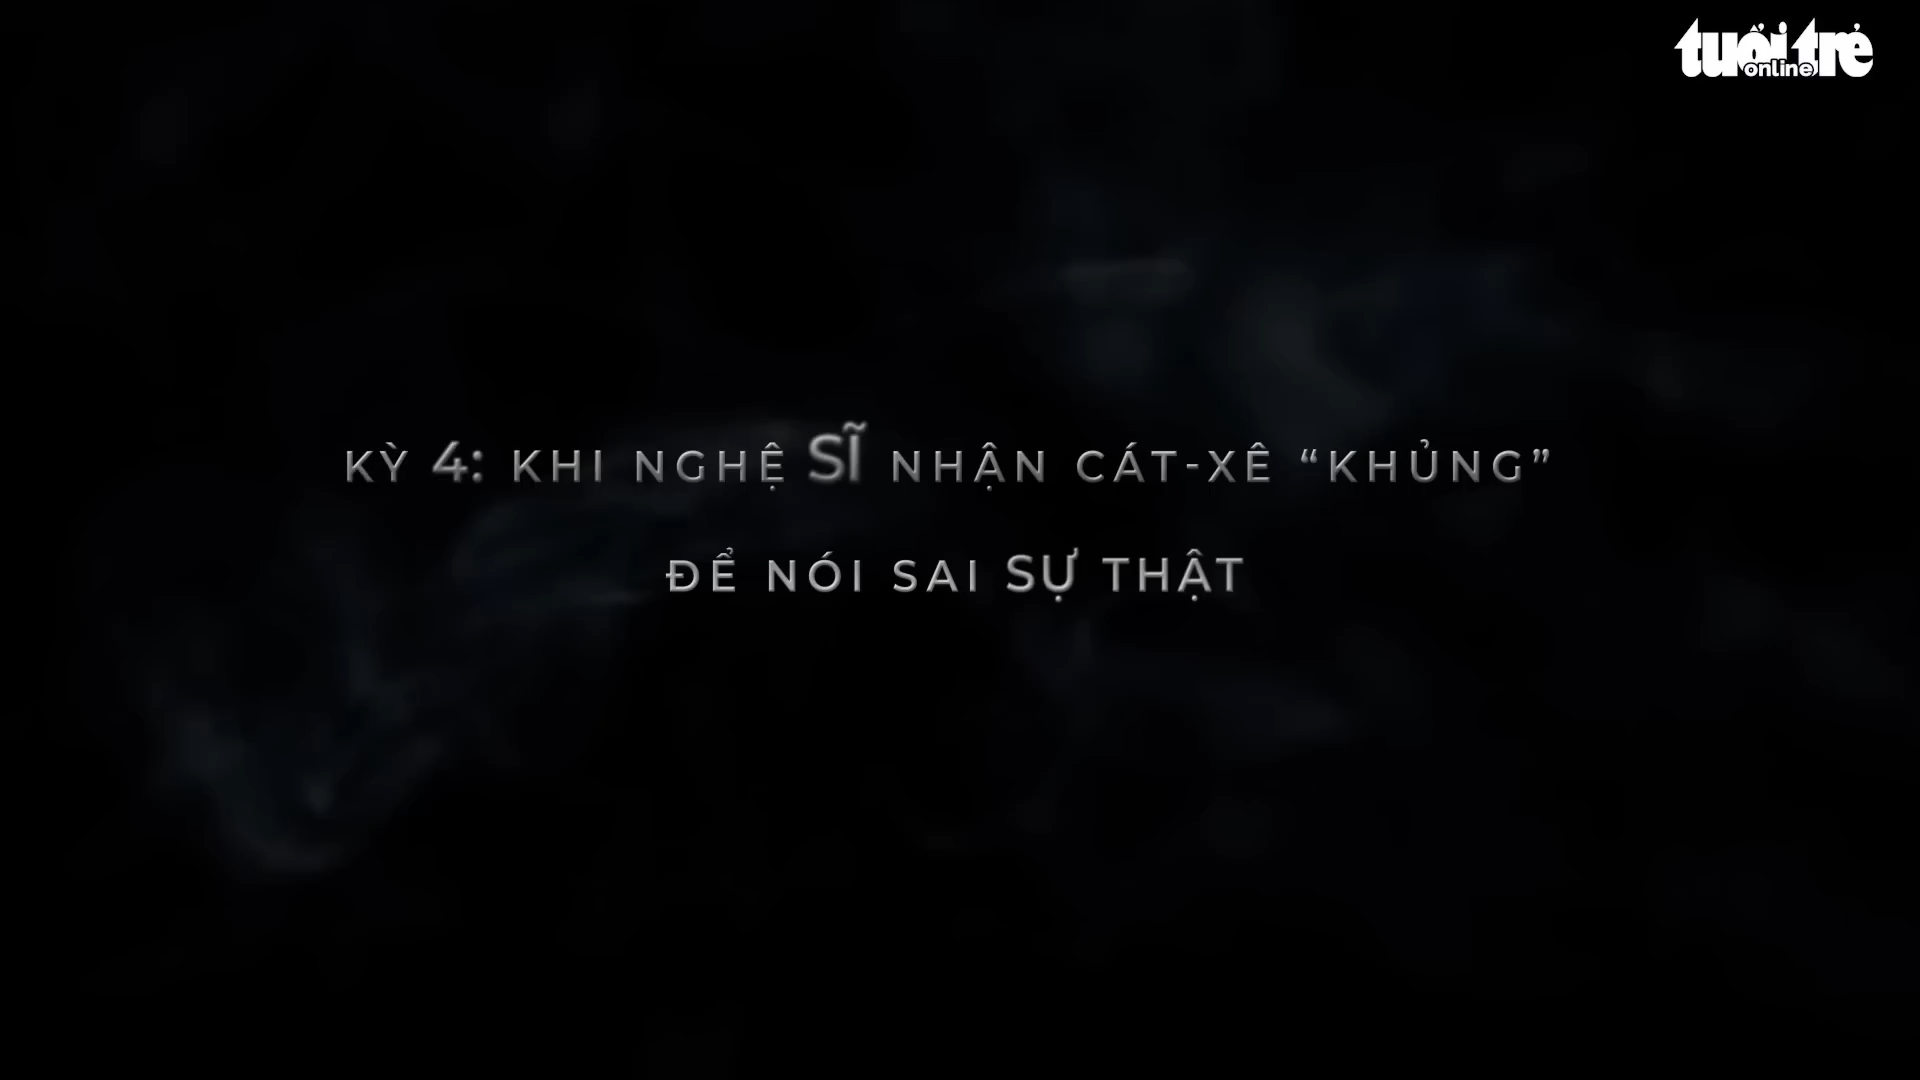 tuổi trẻ
online
KỲ 4: KHI NGHỆ SĨ NHẬN CÁT-XÊ “KHỦNG”
ĐỂ NÓI SAI SỰ THẬT